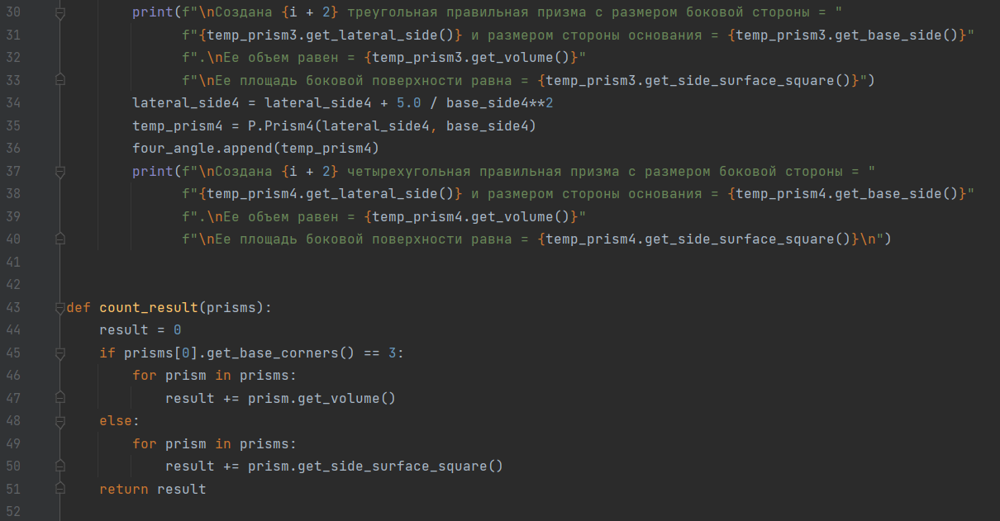 30 print(f"\nСоздана {i + 2} треугольная правильная призма с размером боковой стороны = "
31 f"{temp_prism3.get_lateral_side()} и размером стороны основания = {temp_prism3.get_base_side()}"
32 f".\nЕе объем равен = {temp_prism3.get_volume()}"
33 f"\nЕе площадь боковой поверхности равна = {temp_prism3.get_side_surface_square()}")
34 lateral_side4 = lateral_side4 + 5.0 / base_side4**2
35 temp_prism4 = P.Prism4(lateral_side4, base_side4)
36 four_angle.append(temp_prism4)
37 print(f"\nСоздана {i + 2} четырехугольная правильная призма с размером боковой стороны = "
38 f"{temp_prism4.get_lateral_side()} и размером стороны основания = {temp_prism4.get_base_side()}"
39 f".\nЕе объем равен = {temp_prism4.get_volume()}"
40 f"\nЕе площадь боковой поверхности равна = {temp_prism4.get_side_surface_square()}\n")
41
42
43 def count_result(prisms):
44 result = 0
45 if prisms[0].get_base_corners() == 3:
46 for prism in prisms:
47 result += prism.get_volume()
48 else:
49 for prism in prisms:
50 result += prism.get_side_surface_square()
51 return result
52